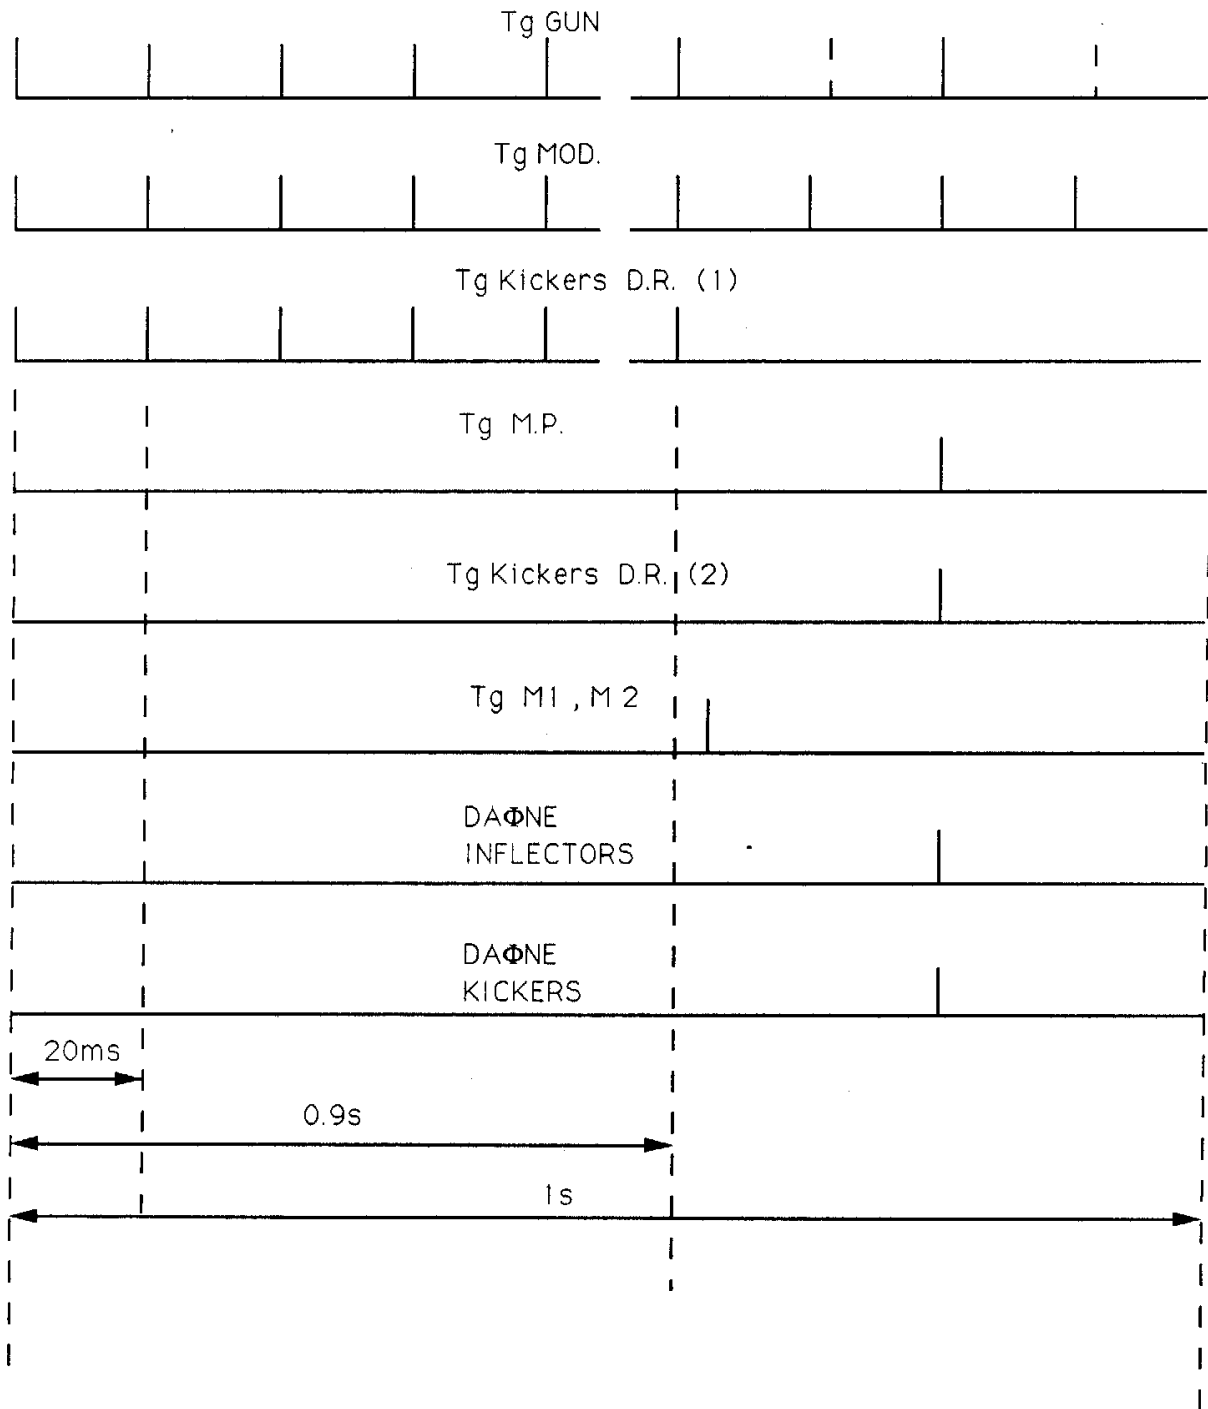 Tg GUN
Tg MOD.
Tg Kickers D.R. (1)
Tg M.P.
Tg Kickers D.R. (2)
Tg M1, M2
DAΦNE
INFLECTORS
DAΦNE
KICKERS
20ms
0.9s
1s